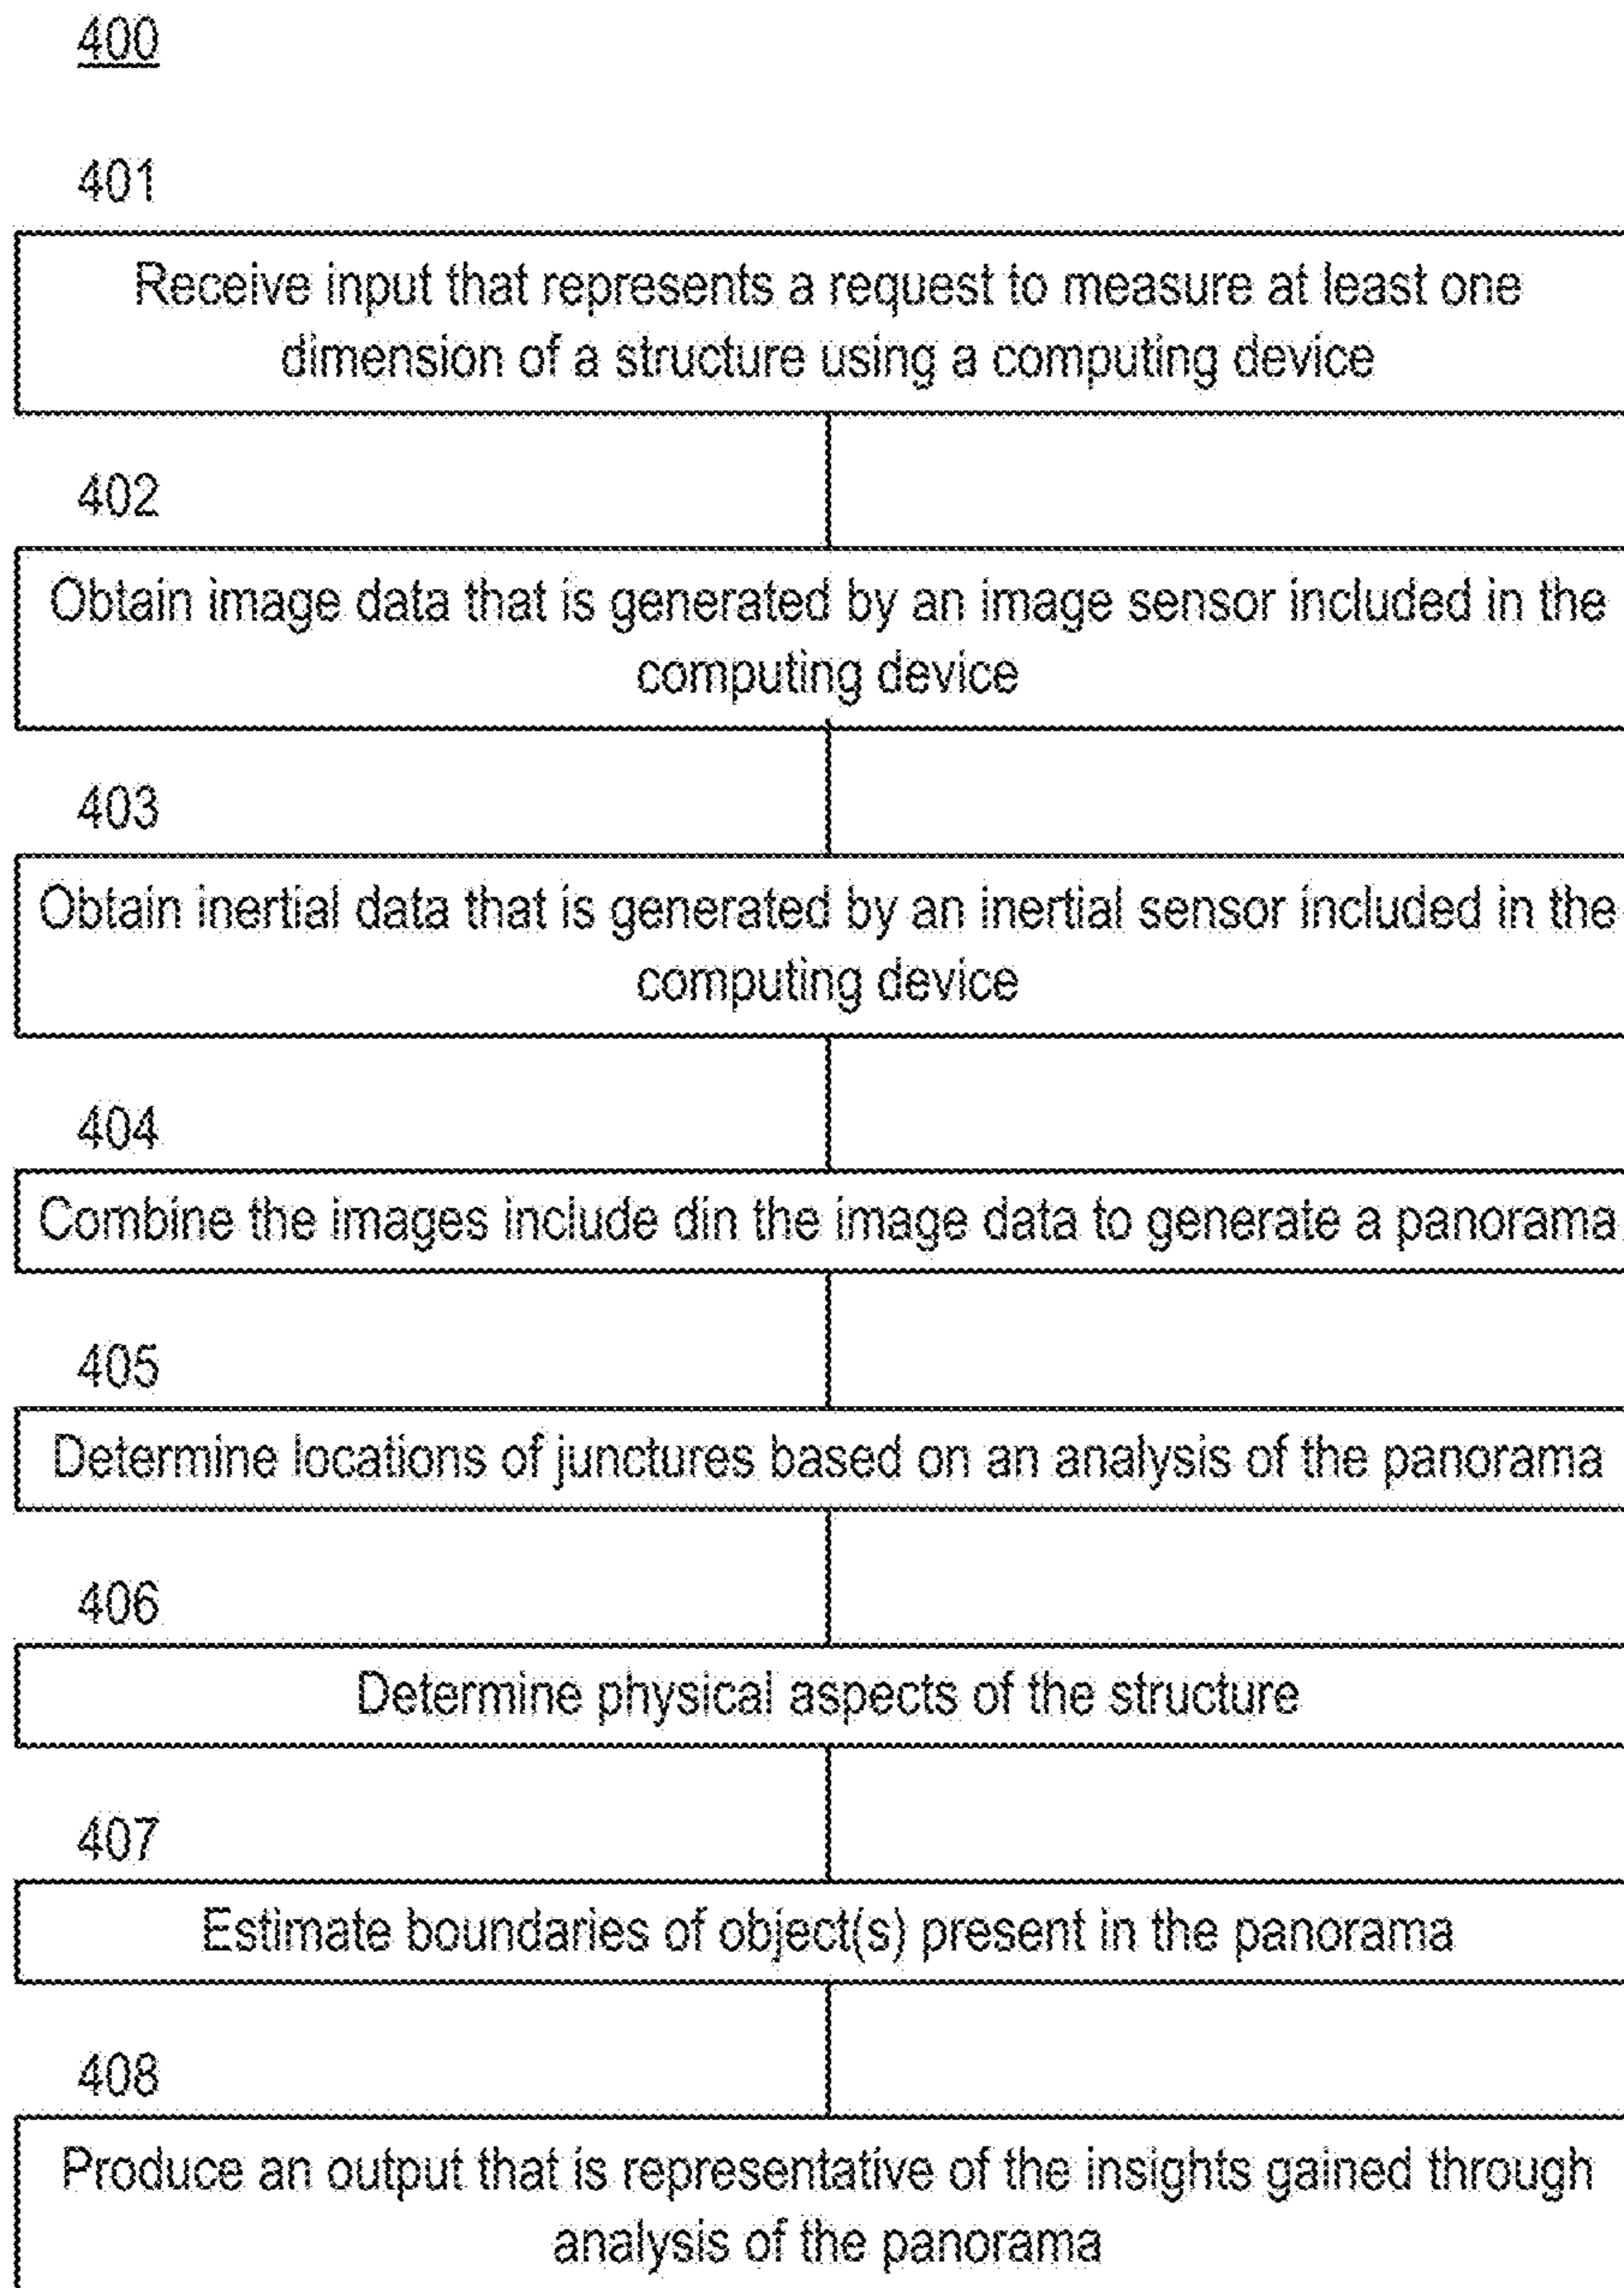 400
401
Receive input that represents a request to measure at least one
dimension of a structure using a computing device
402
Obtain image data that is generated by an image sensor included in the
computing device
403
Obtain inertial data that is generated by an inertial sensor included in the
computing device
404
Combine the images include din the image data to generate a panorama
405
Determine locations of junctures based on an analysis of the panorama
406
Determine physical aspects of the structure
407
Estimate boundaries of object(s) present in the panorama
408
Produce an output that is representative of the insights gained through
analysis of the panorama